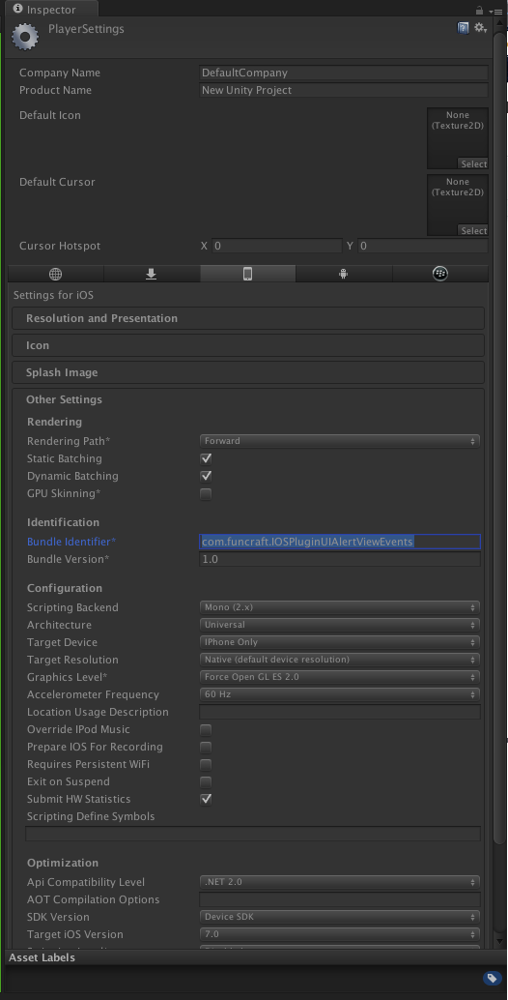 Inspector
PlayerSettings
Company Name DefaultCompany
Product Name New Unity Project
Default Icon None
(Texture2D)
Select
Default Cursor None
(Texture2D)
Select
Cursor Hotspot X 0 Y 0
Settings for iOS
Resolution and Presentation
Icon
Splash Image
Other Settings
Rendering
Rendering Path* Forward
Static Batching
Dynamic Batching
GPU Skinning*
Identification
Bundle Identifier* com.funcraft.IOSPluginUIAlertViewEvents
Bundle Version* 1.0
Configuration
Scripting Backend Mono (2.x)
Architecture Universal
Target Device IPhone Only
Target Resolution Native (default device resolution)
Graphics Level* Force Open GL ES 2.0
Accelerometer Frequency 60 Hz
Location Usage Description
Override IPod Music
Prepare IOS For Recording
Requires Persistent WiFi
Exit on Suspend
Submit HW Statistics
Scripting Define Symbols
Optimization
Api Compatibility Level .NET 2.0
AOT Compilation Options
SDK Version Device SDK
Target iOS Version 7.0
Asset Labels